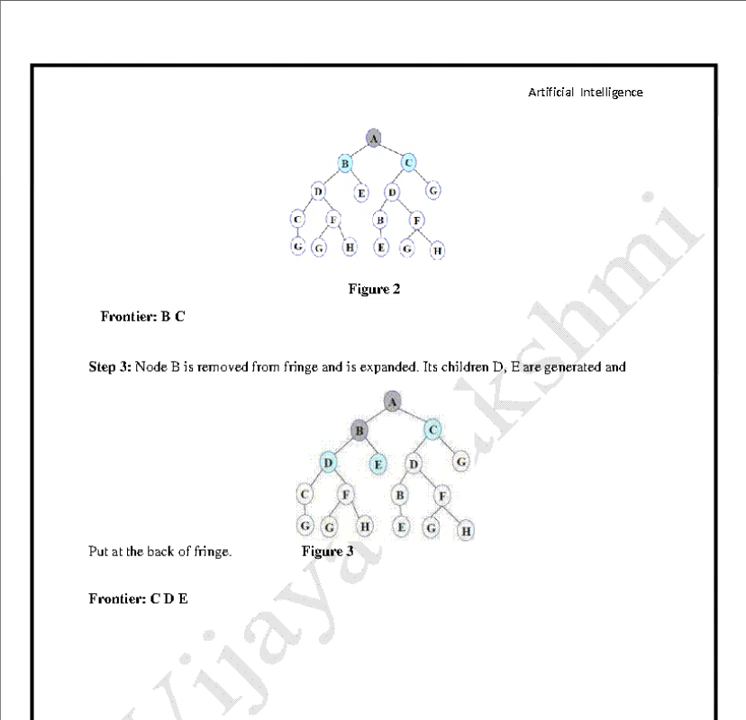 Artificial Intelligence
A
B C
D E D G
C F B F
G G H E G H
Figure 2
Frontier: B C
Step 3: Node B is removed from fringe and is expanded. Its children D, E are generated and
A
B C
D E D G
C F B F
G G H E G H
Put at the back of fringe. Figure 3
Frontier: C D E
Vijayalakshmi